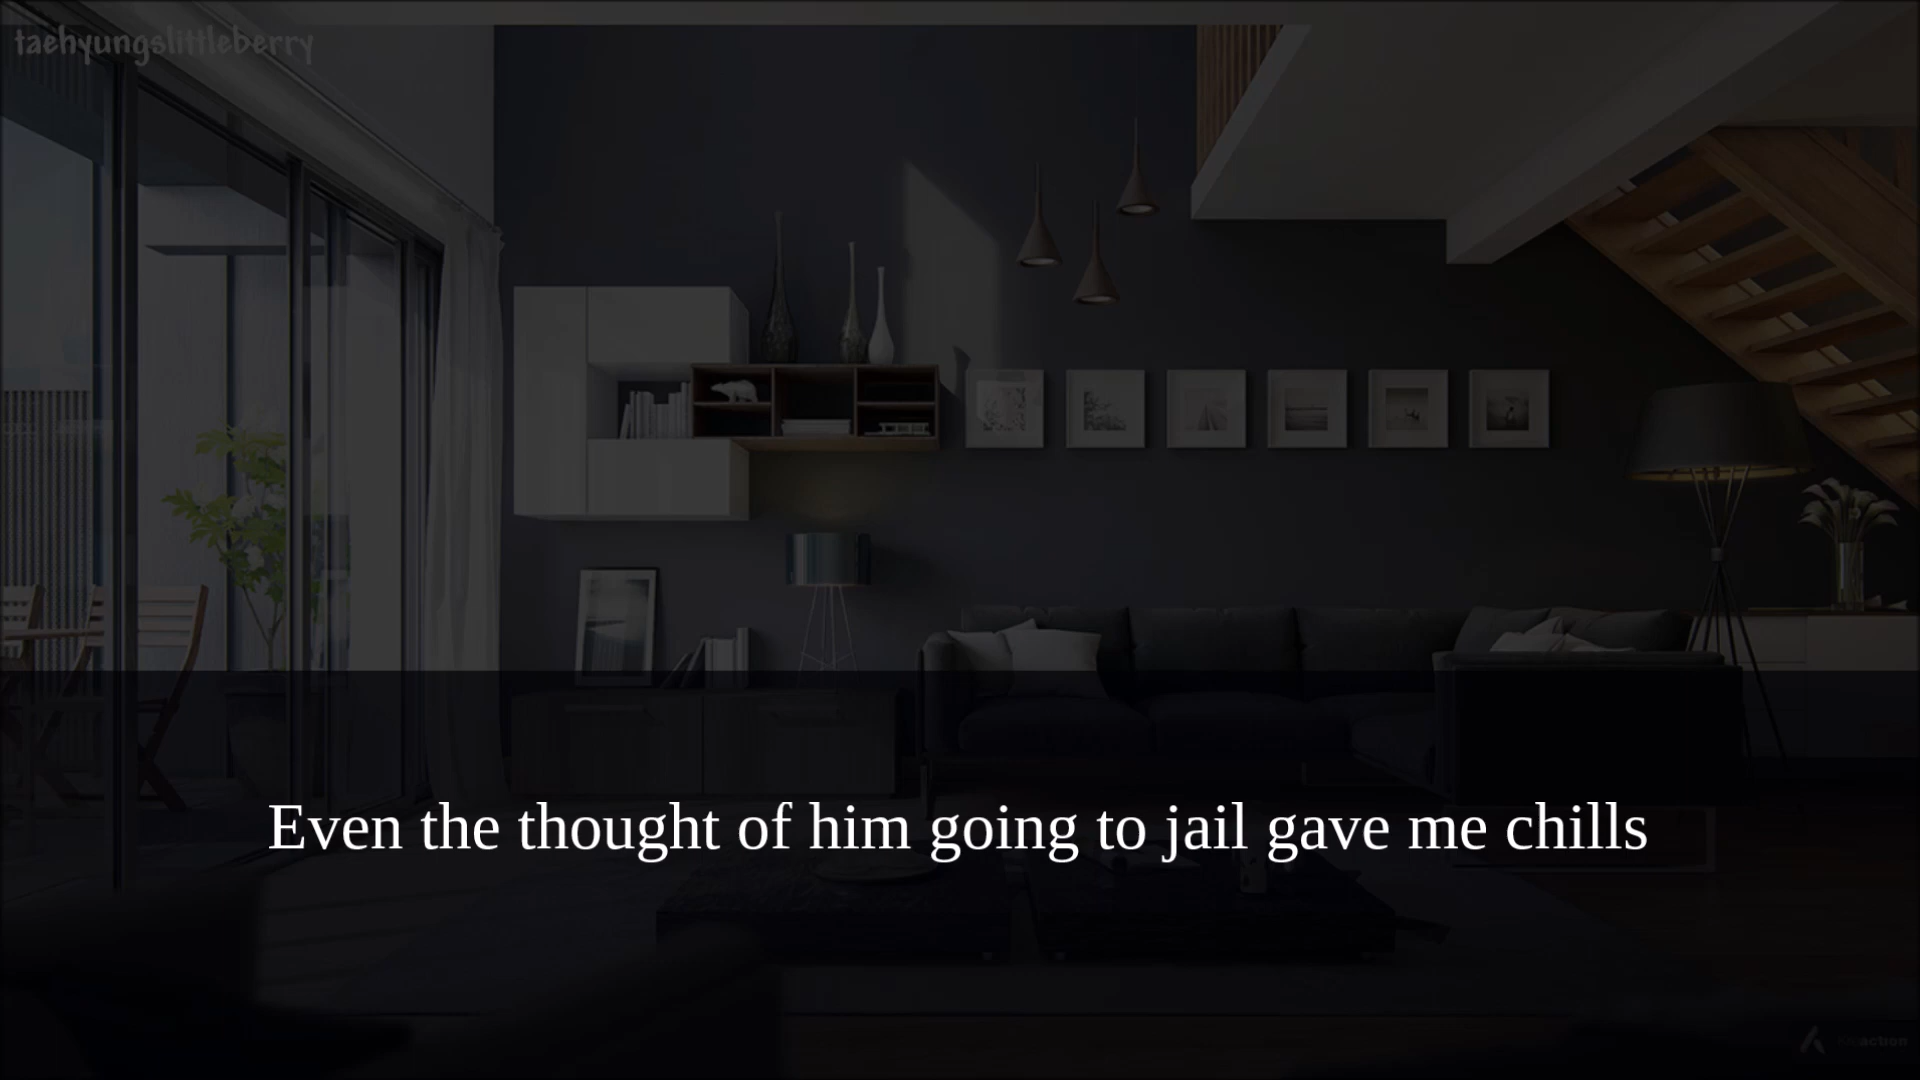 taehyungslittleberry
Even the thought of him going to jail gave me chills